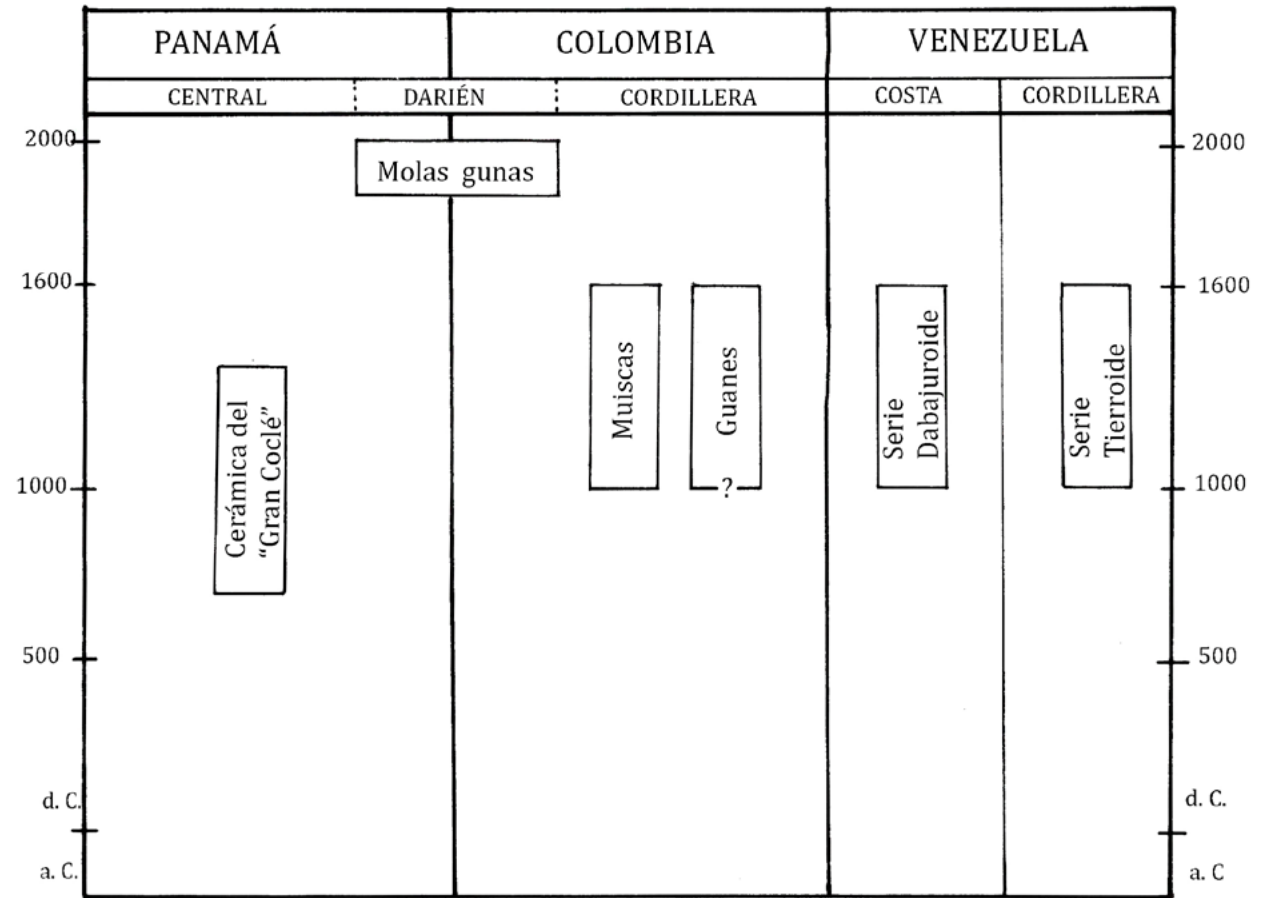 PANAMÁ
COLOMBIA
VENEZUELA
CENTRAL
DARIÉN
CORDILLERA
COSTA
CORDILLERA
2000
2000
Molas gunas
1600
1600
Muiscas
Guanes
?
Serie
Dabajuroide
Serie
Tierroide
Cerámica del
“Gran Coclé”
1000
1000
500
500
d. C.
d. C.
a. C.
a. C